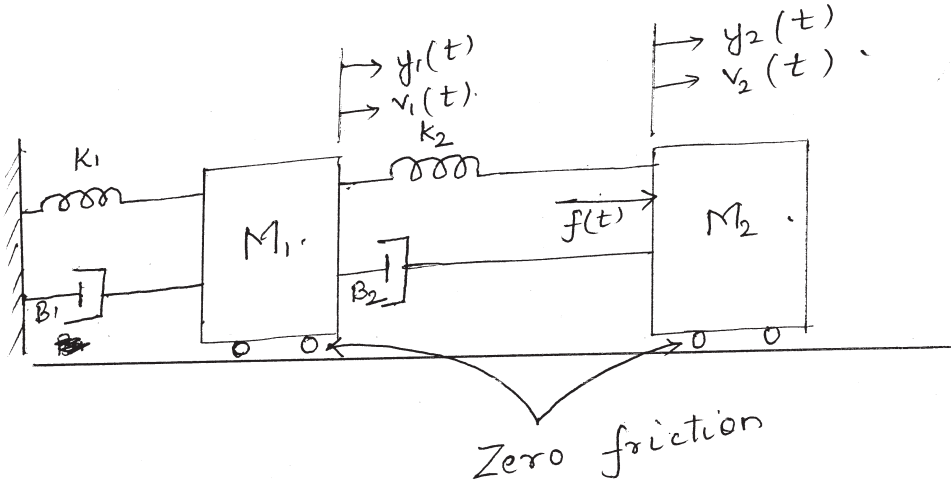 y1(t)
v1(t).
y2(t)
v2(t).
K1
K2
M1.
f(t)
M2.
B1
B2
Zero friction